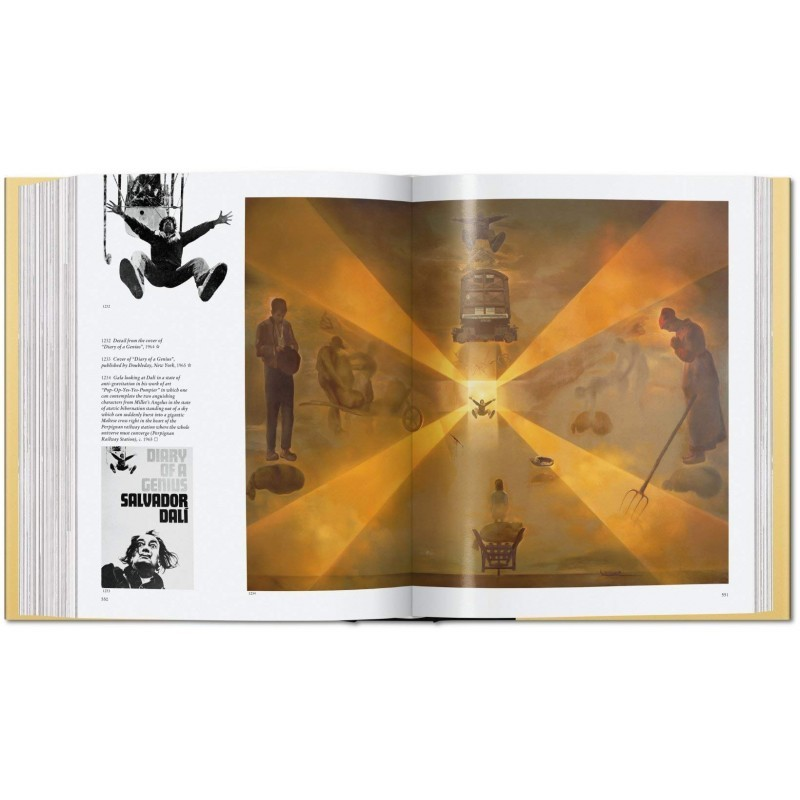 1232
1232 Detail from the cover of
"Diary of a Genius", 1965
1233 Cover of "Diary of a Genius",
published by Doubleday, New York, 1965
1234 Gala looking at Dalí in a state of
anti-gravitation in his work of art
"Pop-Op-Yes-Yes-Pompier" in which one
can contemplate the two anguishing
characters from Millet's Angelus in the state
of atavic hibernation standing out of a sky
which can suddenly burst into a gigantic
Maltese cross right in the heart of the
Perpignan railway station where the whole
universe must converge (Perpignan
Railway Station), c. 1965
DIARY
OF A
GENIUS
SALVADOR
DALÍ
1233
552
1234